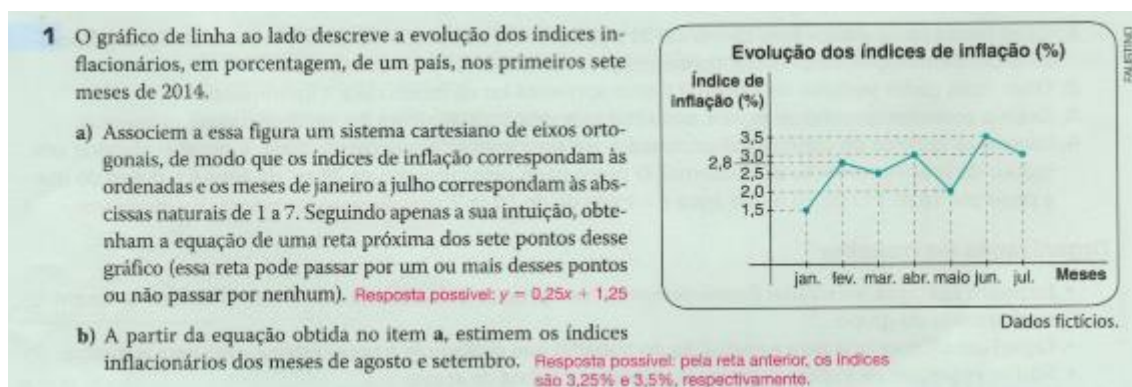 1 O gráfico de linha ao lado descreve a evolução dos índices in-
flacionários, em porcentagem, de um país, nos primeiros sete
meses de 2014.
a) Associem a essa figura um sistema cartesiano de eixos orto-
gonais, de modo que os índices de inflação correspondam às
ordenadas e os meses de janeiro a julho correspondam às abs-
cissas naturais de 1 a 7. Seguindo apenas a sua intuição, obte-
nham a equação de uma reta próxima dos sete pontos desse
gráfico (essa reta pode passar por um ou mais desses pontos
ou não passar por nenhum). Resposta possível: y = 0,25x + 1,25
b) A partir da equação obtida no item a, estimem os índices
inflacionários dos meses de agosto e setembro. Resposta possível: pela reta anterior, os índices
são 3,25% e 3,5%, respectivamente.
Evolução dos índices de inflação (%)
Índice de
inflação (%)
3,5
3,0
2,8
2,5
2,0
1,5
jan. fev. mar. abr. maio jun. jul. Meses
Dados fictícios.
FAUSTINO